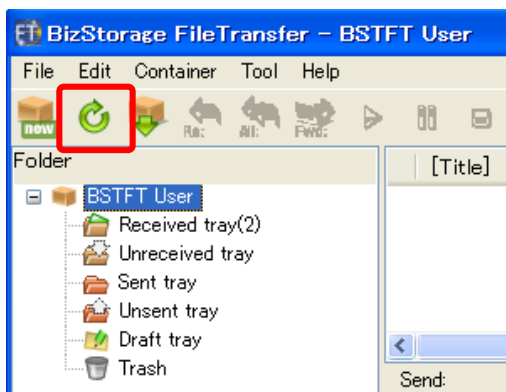 BizStorage FileTransfer - BSTFT User
File Edit Container Tool Help
new Re: All: Fwd:
Folder
[Title]
BSTFT User
Received tray(2)
Unreceived tray
Sent tray
Unsent tray
Draft tray
Trash
Send: